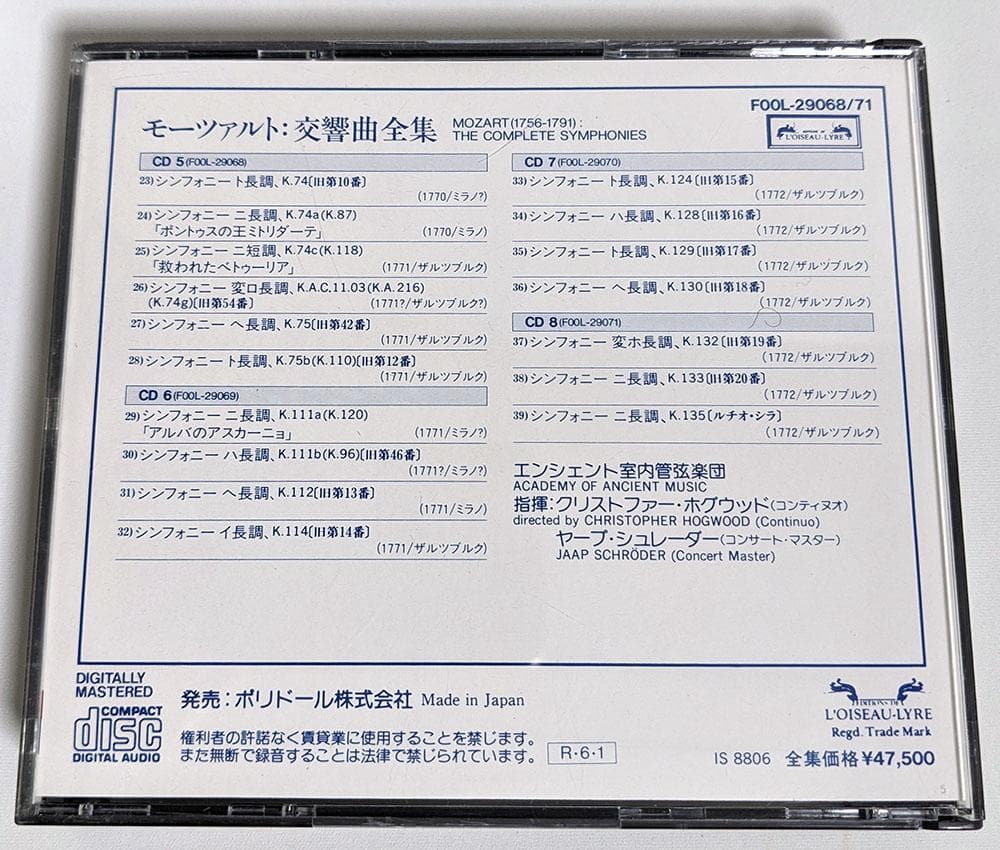 F00L-29068/71
モーツァルト：交響曲全集
MOZART(1756-1791)：
THE COMPLETE SYMPHONIES
L'OISEAU-LYRE
CD 5 (F00L-29068)
23)シンフォニー ト長調、K.74〔旧第10番〕
(1770/ミラノ?)
24)シンフォニー ニ長調、K.74a(K.87)
「ポントゥスの王ミトリダーテ」 (1770/ミラノ)
25)シンフォニー ニ短調、K.74c(K.118)
「救われたベトゥーリア」 (1771/ザルツブルク)
26)シンフォニー 変ロ長調、K.A.C.11.03(K.A.216)
(K.74g)〔旧第54番〕 (1771?/ザルツブルク?)
27)シンフォニー ヘ長調、K.75〔旧第42番〕
(1771/ザルツブルク)
28)シンフォニー ト長調、K.75b(K.110)〔旧第12番〕
(1771/ザルツブルク)
CD 6 (F00L-29069)
29)シンフォニー ニ長調、K.111a(K.120)
「アルバのアスカーニョ」 (1771/ミラノ?)
30)シンフォニー ハ長調、K.111b(K.96)〔旧第46番〕
(1771?/ミラノ?)
31)シンフォニー ヘ長調、K.112〔旧第13番〕
(1771/ミラノ)
32)シンフォニー イ長調、K.114〔旧第14番〕
(1771/ザルツブルク)
CD 7 (F00L-29070)
33)シンフォニー ト長調、K.124〔旧第15番〕
(1772/ザルツブルク)
34)シンフォニー ハ長調、K.128〔旧第16番〕
(1772/ザルツブルク)
35)シンフォニー ト長調、K.129〔旧第17番〕
(1772/ザルツブルク)
36)シンフォニー ヘ長調、K.130〔旧第18番〕
(1772/ザルツブルク)
CD 8 (F00L-29071)
37)シンフォニー 変ホ長調、K.132〔旧第19番〕
(1772/ザルツブルク)
38)シンフォニー ニ長調、K.133〔旧第20番〕
(1772/ザルツブルク)
39)シンフォニー ニ長調、K.135〔ルチオ・シラ〕
(1772/ザルツブルク)
エンシェント室内管弦楽団
ACADEMY OF ANCIENT MUSIC
指揮：クリストファー・ホグウッド(コンティヌオ)
directed by CHRISTOPHER HOGWOOD (Continuo)
ヤープ・シュレーダー(コンサート・マスター)
JAAP SCHRÖDER (Concert Master)
DIGITALLY
MASTERED
COMPACT
disc
DIGITAL AUDIO
発売：ポリドール株式会社 Made in Japan
権利者の許諾なく賃貸業に使用することを禁じます。
また無断で録音することは法律で禁じられています。
R・6・1
EDITIONS DE
L'OISEAU-LYRE
Regd. Trade Mark
IS 8806 全集価格¥47,500
5